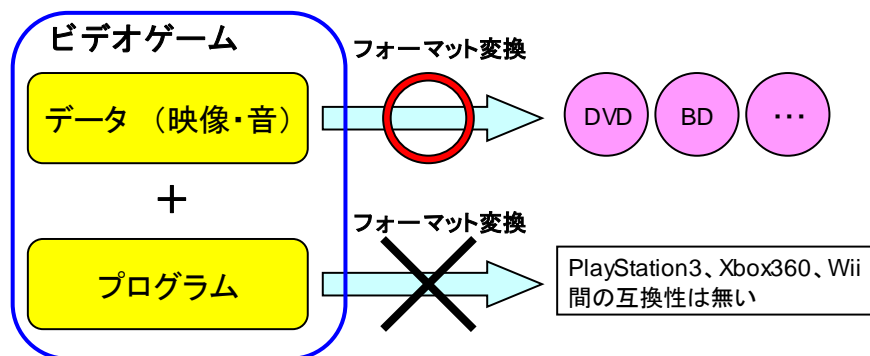 ビデオゲーム
フォーマット変換
データ （映像・音）
DVD
BD
・・・
＋
フォーマット変換
プログラム
PlayStation3、Xbox360、Wii
間の互換性は無い